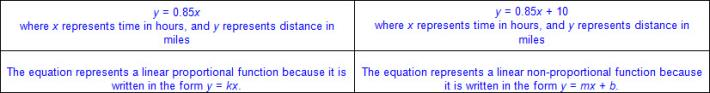 y = 0.85x
where x represents time in hours, and y represents distance in
miles
y = 0.85x + 10
where x represents time in hours, and y represents distance in
miles
The equation represents a linear proportional function because it is
written in the form y = kx.
The equation represents a linear non-proportional function because
it is written in the form y = mx + b.